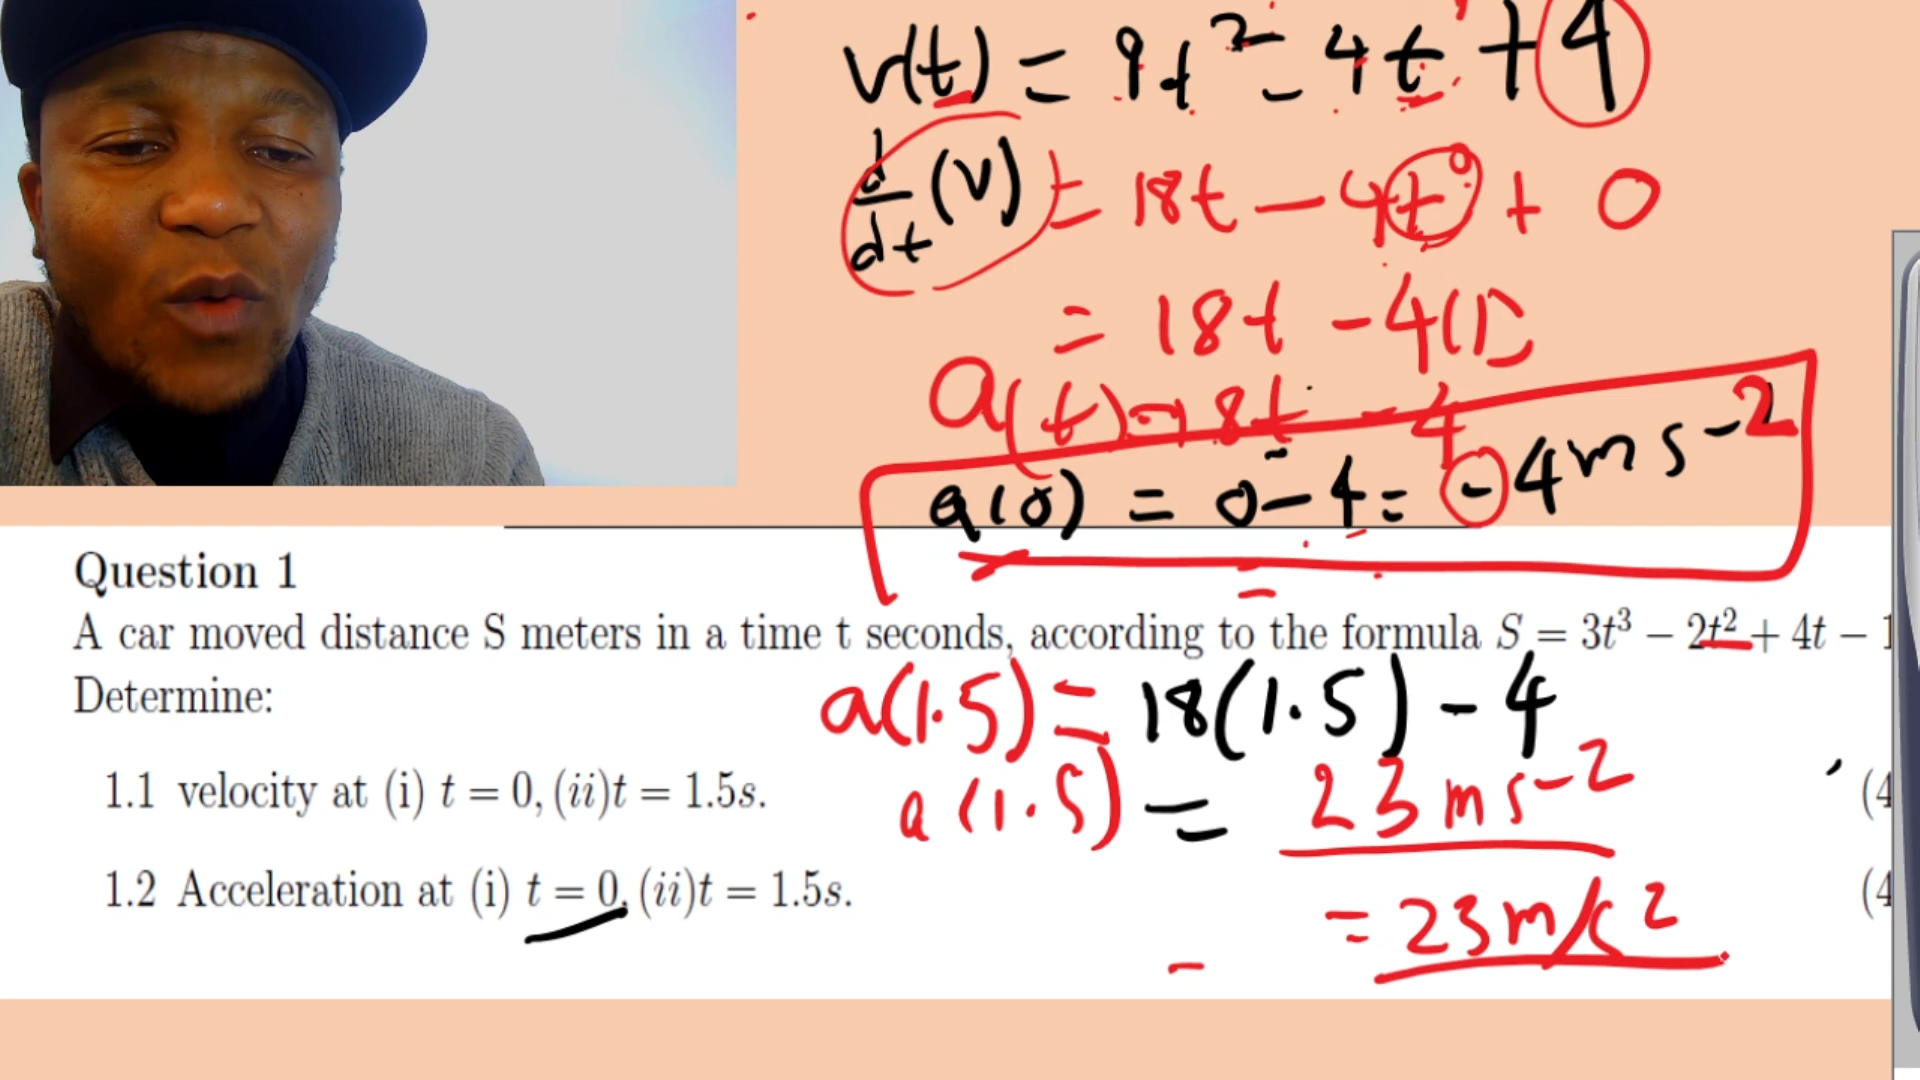 v(t) = 9t² - 4t + 4
d/dt (v) = 18t - 4t⁰ + 0
= 18t - 4(1)
a(t) = 18t - 4
a(0) = 0 - 4 = -4ms⁻²
Question 1
A car moved distance S meters in a time t seconds, according to the formula S = 3t³ − 2t² + 4t − 1
Determine:
a(1.5) = 18(1.5) - 4
1.1 velocity at (i) t = 0, (ii)t = 1.5s.
a(1.5) = 23ms⁻²
(4
1.2 Acceleration at (i) t = 0, (ii)t = 1.5s.
(4
= 23m/s²